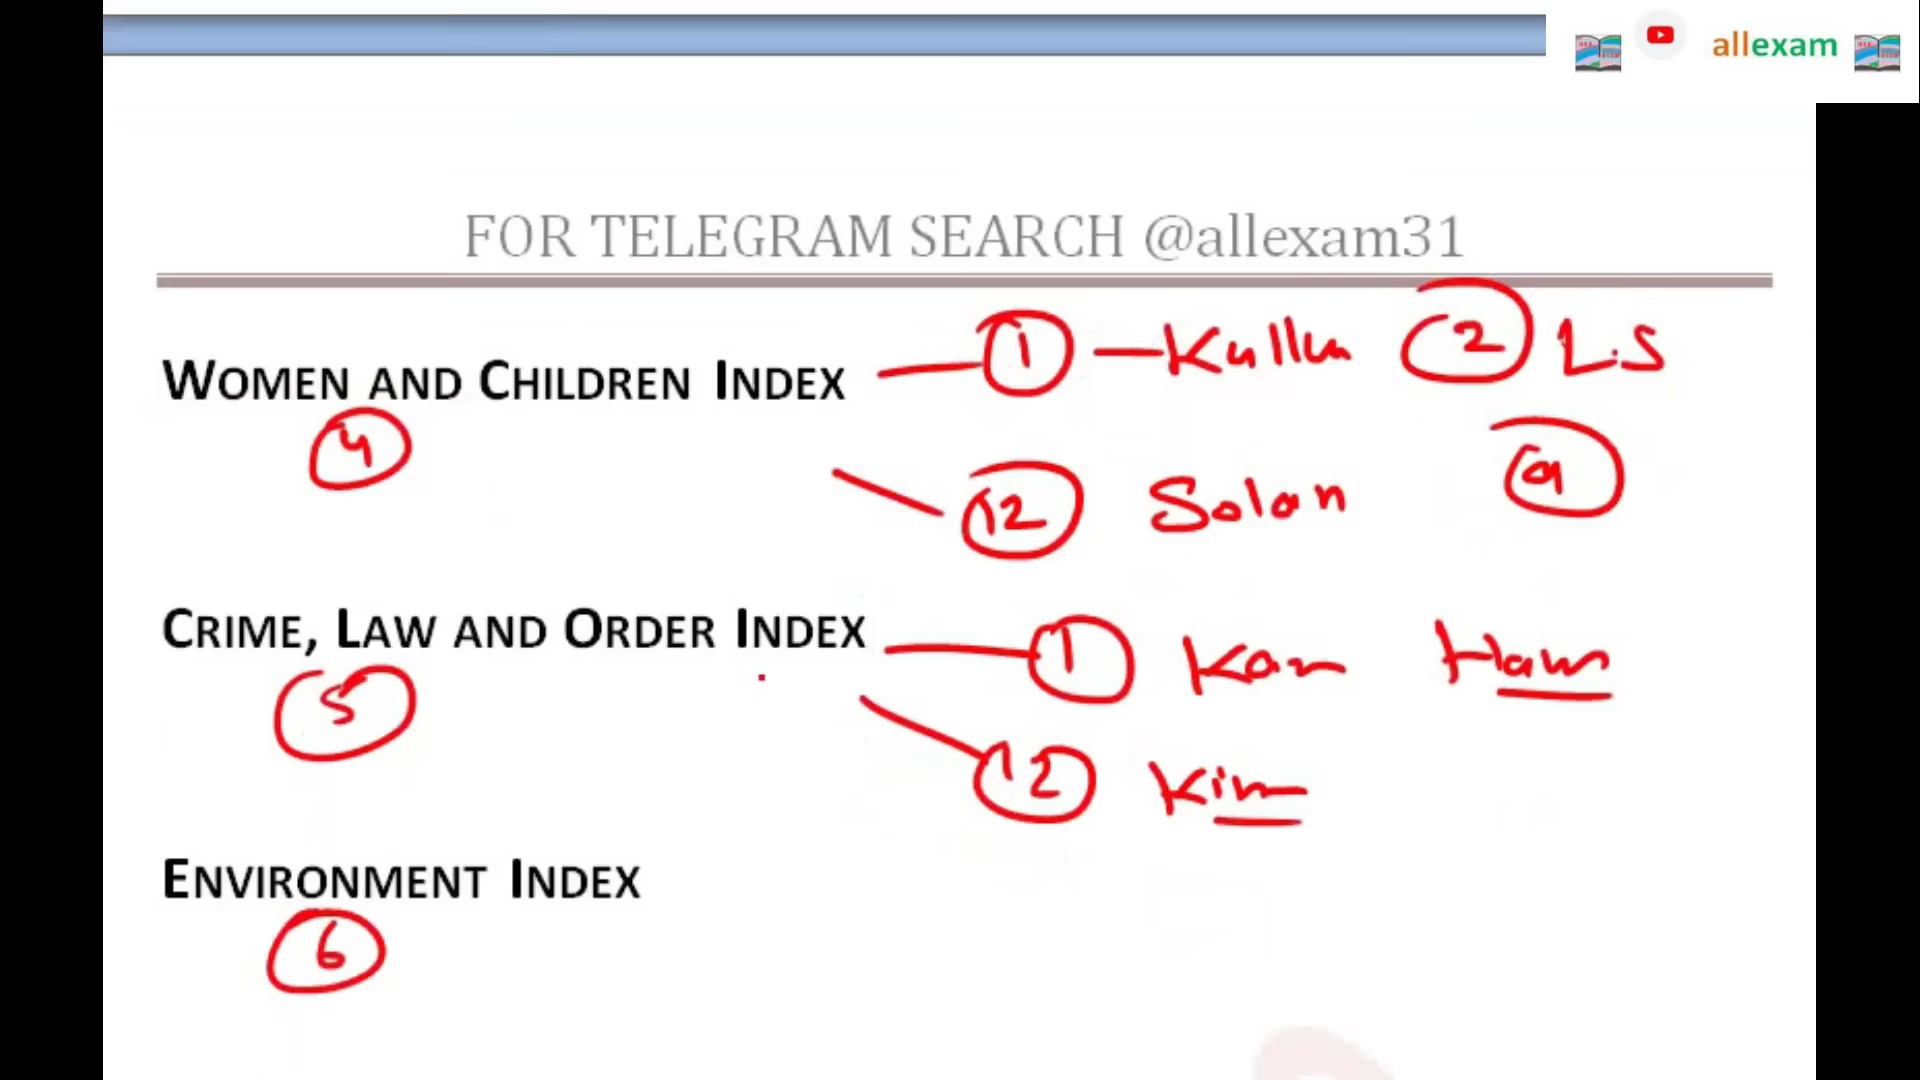 allexam
FOR TELEGRAM SEARCH @allexam31
WOMEN AND CHILDREN INDEX
4
1 — Kullu 2 L.S
12 Solan 9
CRIME, LAW AND ORDER INDEX
5
1 Kan Ham
12 Kin
ENVIRONMENT INDEX
6